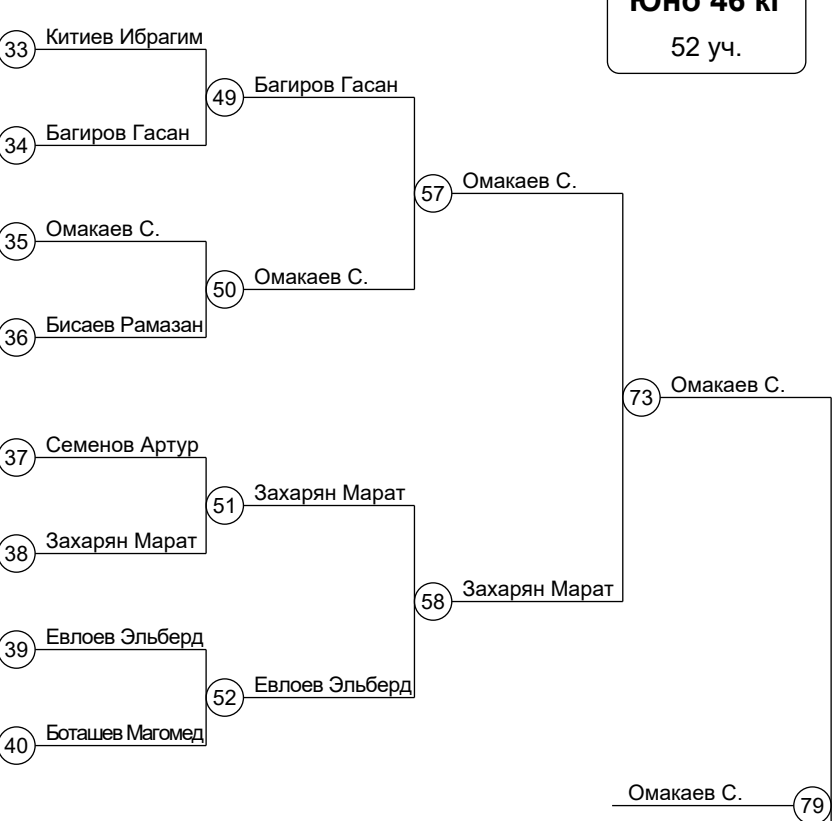 Юно 46 кг
52 уч.
33 Китиев Ибрагим
49 Багиров Гасан
34 Багиров Гасан
57 Омакаев С.
35 Омакаев С.
50 Омакаев С.
36 Бисаев Рамазан
73 Омакаев С.
37 Семенов Артур
51 Захарян Марат
38 Захарян Марат
58 Захарян Марат
39 Евлоев Эльберд
52 Евлоев Эльберд
40 Боташев Магомед
Омакаев С. 79